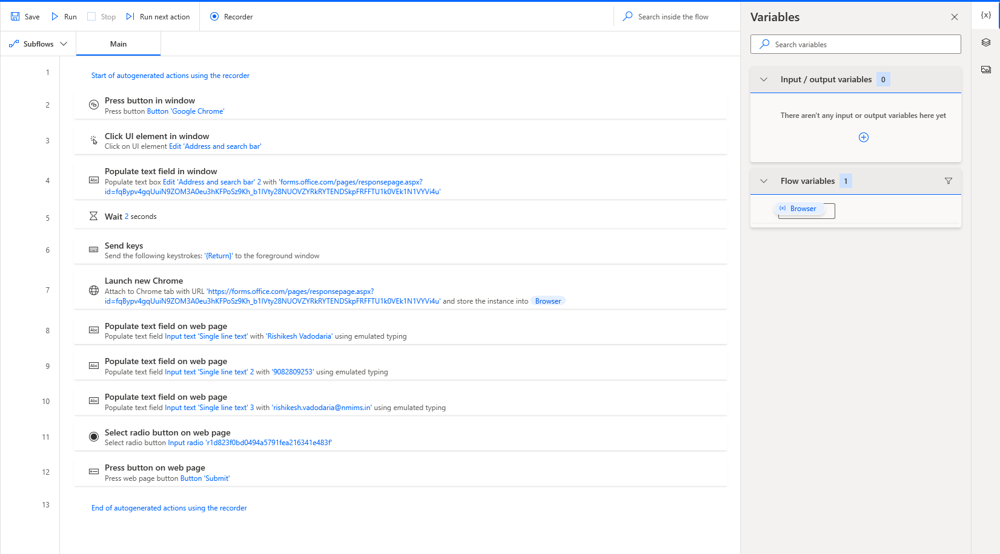 Save
Run
Stop
Run next action
Recorder
Search inside the flow
Subflows
Main
1
Start of autogenerated actions using the recorder
2
Press button in window
Press button Button 'Google Chrome'
3
Click UI element in window
Click on UI element Edit 'Address and search bar'
4
Populate text field in window
Populate text box Edit 'Address and search bar' 2 with 'forms.office.com/pages/responsepage.aspx?
id=fqBypv4gqUuiN9ZOM3A0eu3hKFPoSz9Kh_b1lVty28NUOVZYRkRYTENDSkpFRFFTU1k0VEk1N1VYVi4u'
5
Wait 2 seconds
6
Send keys
Send the following keystrokes: '{Return}' to the foreground window
7
Launch new Chrome
Attach to Chrome tab with URL 'https://forms.office.com/pages/responsepage.aspx?
id=fqBypv4gqUuiN9ZOM3A0eu3hKFPoSz9Kh_b1lVty28NUOVZYRkRYTENDSkpFRFFTU1k0VEk1N1VYVi4u' and store the instance into Browser
8
Abc
Populate text field on web page
Populate text field Input text 'Single line text' with 'Rishikesh Vadodaria' using emulated typing
9
Abc
Populate text field on web page
Populate text field Input text 'Single line text' 2 with '9082809253' using emulated typing
10
Abc
Populate text field on web page
Populate text field Input text 'Single line text' 3 with 'rishikesh.vadodaria@nmims.in' using emulated typing
11
Select radio button on web page
Select radio button Input radio 'r1d823f0bd0494a5791fea216341e483f'
12
Press button on web page
Press web page button Button 'Submit'
13
End of autogenerated actions using the recorder
Variables
{x}
Search variables
Input / output variables 0
There aren't any input or output variables here yet
Flow variables 1
(x) Browser